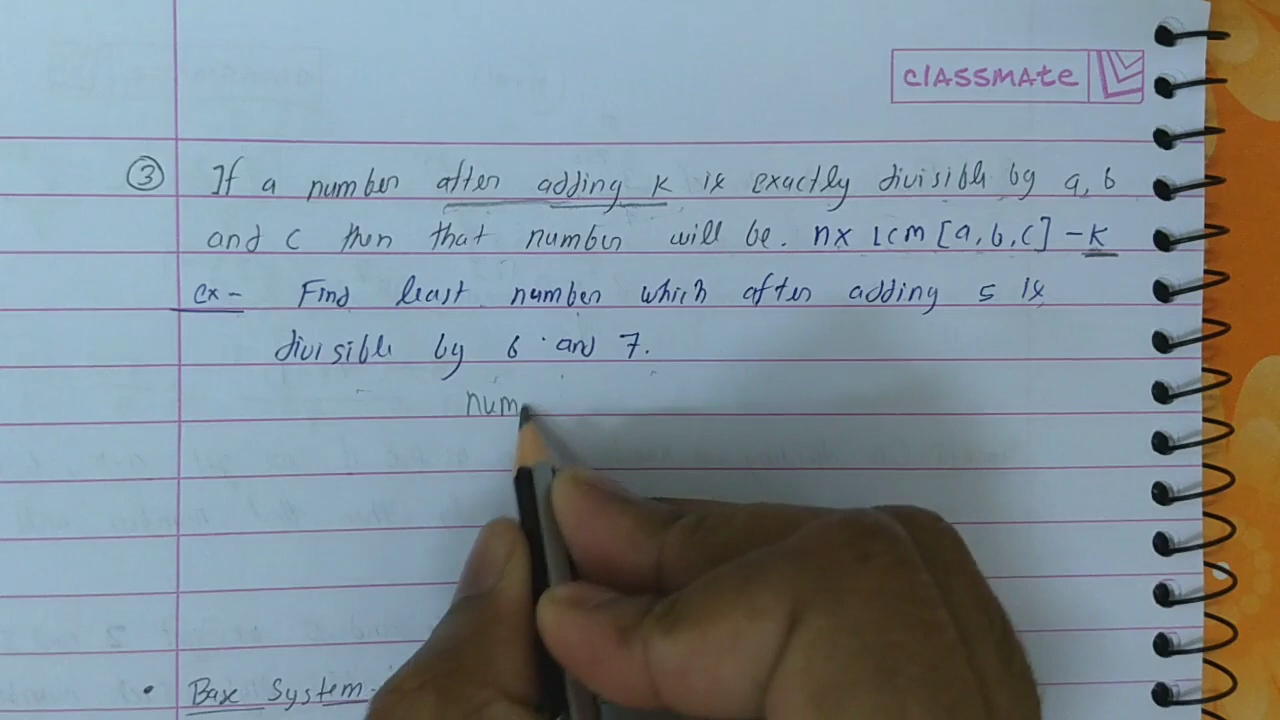 classmate
③ If a number after adding k is exactly divisible by a, b
and c then that number will be. n× lcm [a, b, c] - k
ex- Find least number which after adding 5 is
divisible by 6 and 7.
num
• Base System-